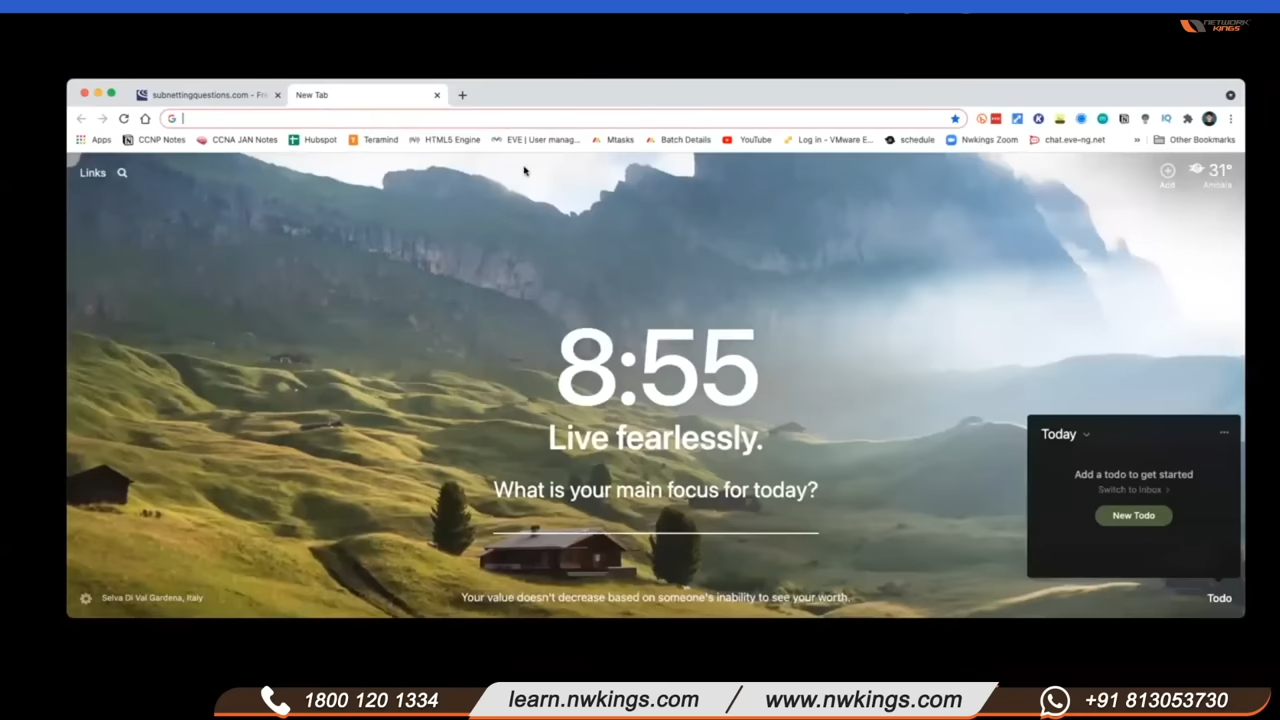 NETWORK
KINGS
subnettingquestions.com - Fre
New Tab
Apps CCNP Notes CCNA JAN Notes Hubspot Teramind HTML5 Engine EVE | User manag... Mtasks Batch Details YouTube Log in - VMware E... schedule Nwkings Zoom chat.eve-ng.net » Other Bookmarks
Links
Add
31°
Ambala
8:55
Live fearlessly.
What is your main focus for today?
Today
Add a todo to get started
Switch to Inbox >
New Todo
Selva Di Val Gardena, Italy
Your value doesn't decrease based on someone's inability to see your worth.
Todo
1800 120 1334
learn.nwkings.com / www.nwkings.com
+91 813053730